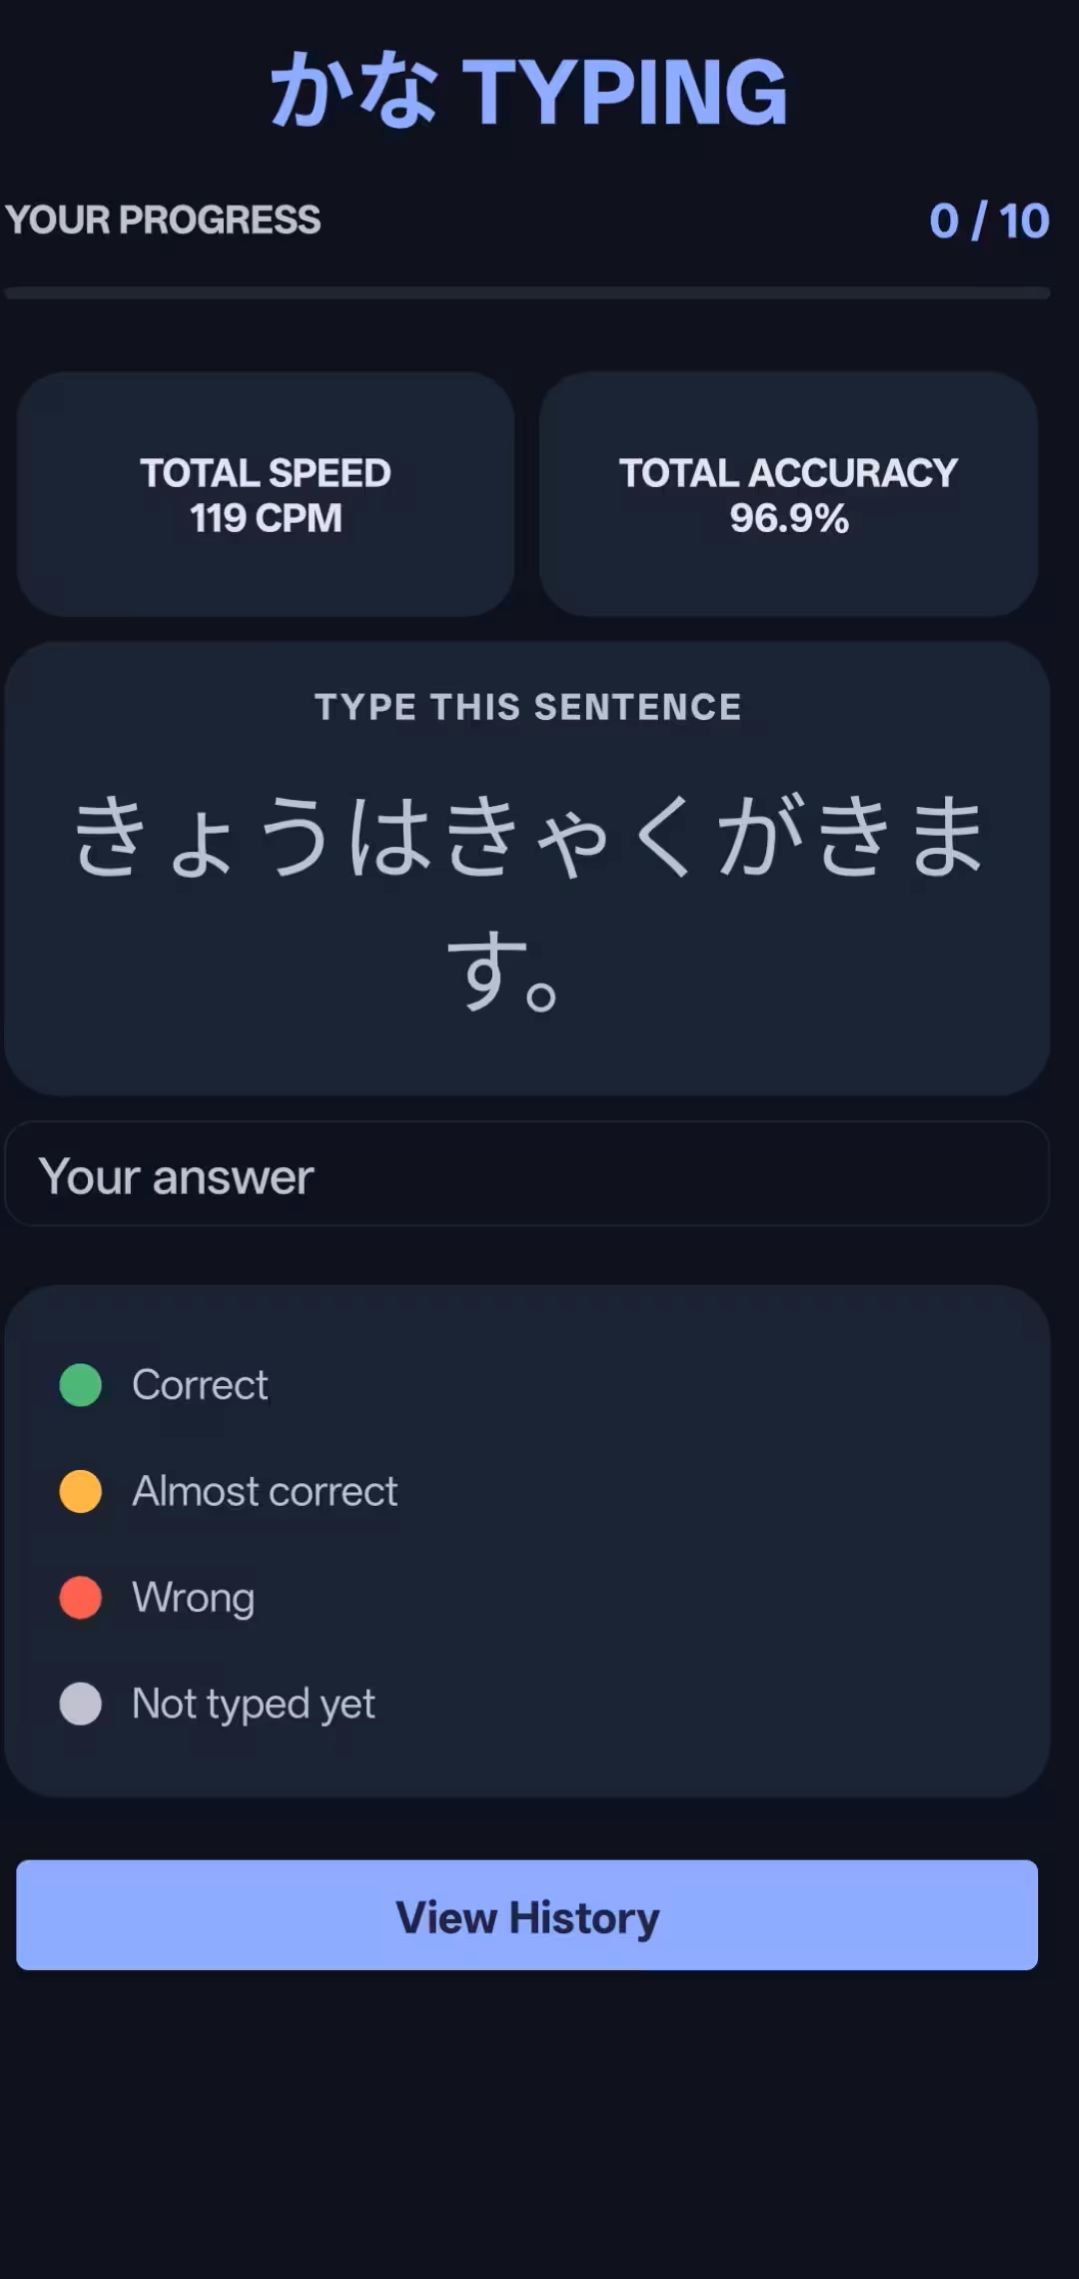 かな TYPING
YOUR PROGRESS
0 / 10
TOTAL SPEED
119 CPM
TOTAL ACCURACY
96.9%
TYPE THIS SENTENCE
きょうはきゃくがきま
す。
Your answer
Correct
Almost correct
Wrong
Not typed yet
View History